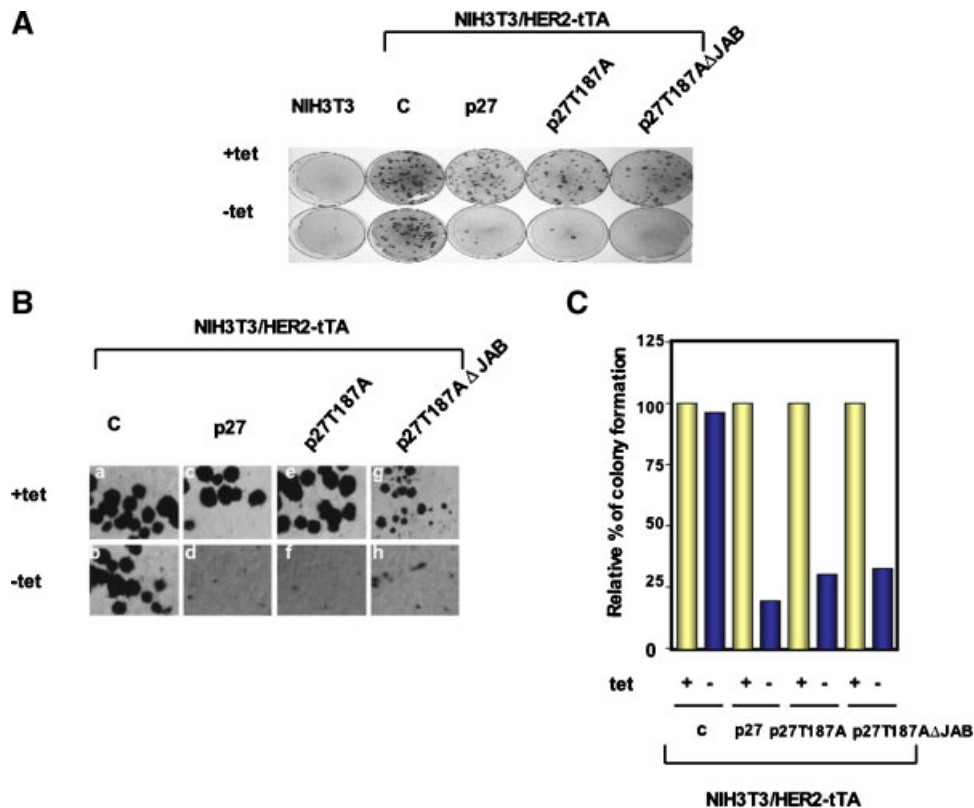 A
NIH3T3/HER2-tTA
NIH3T3
C
p27
p27T187A
p27T187AΔJAB
+tet
-tet
B
NIH3T3/HER2-tTA
C
p27
p27T187A
p27T187AΔJAB
+tet
a
c
e
g
-tet
b
d
f
h
C
Relative % of colony formation
125
100
75
50
25
0
tet + - + - + - + -
c p27 p27T187A p27T187AΔJAB
NIH3T3/HER2-tTA